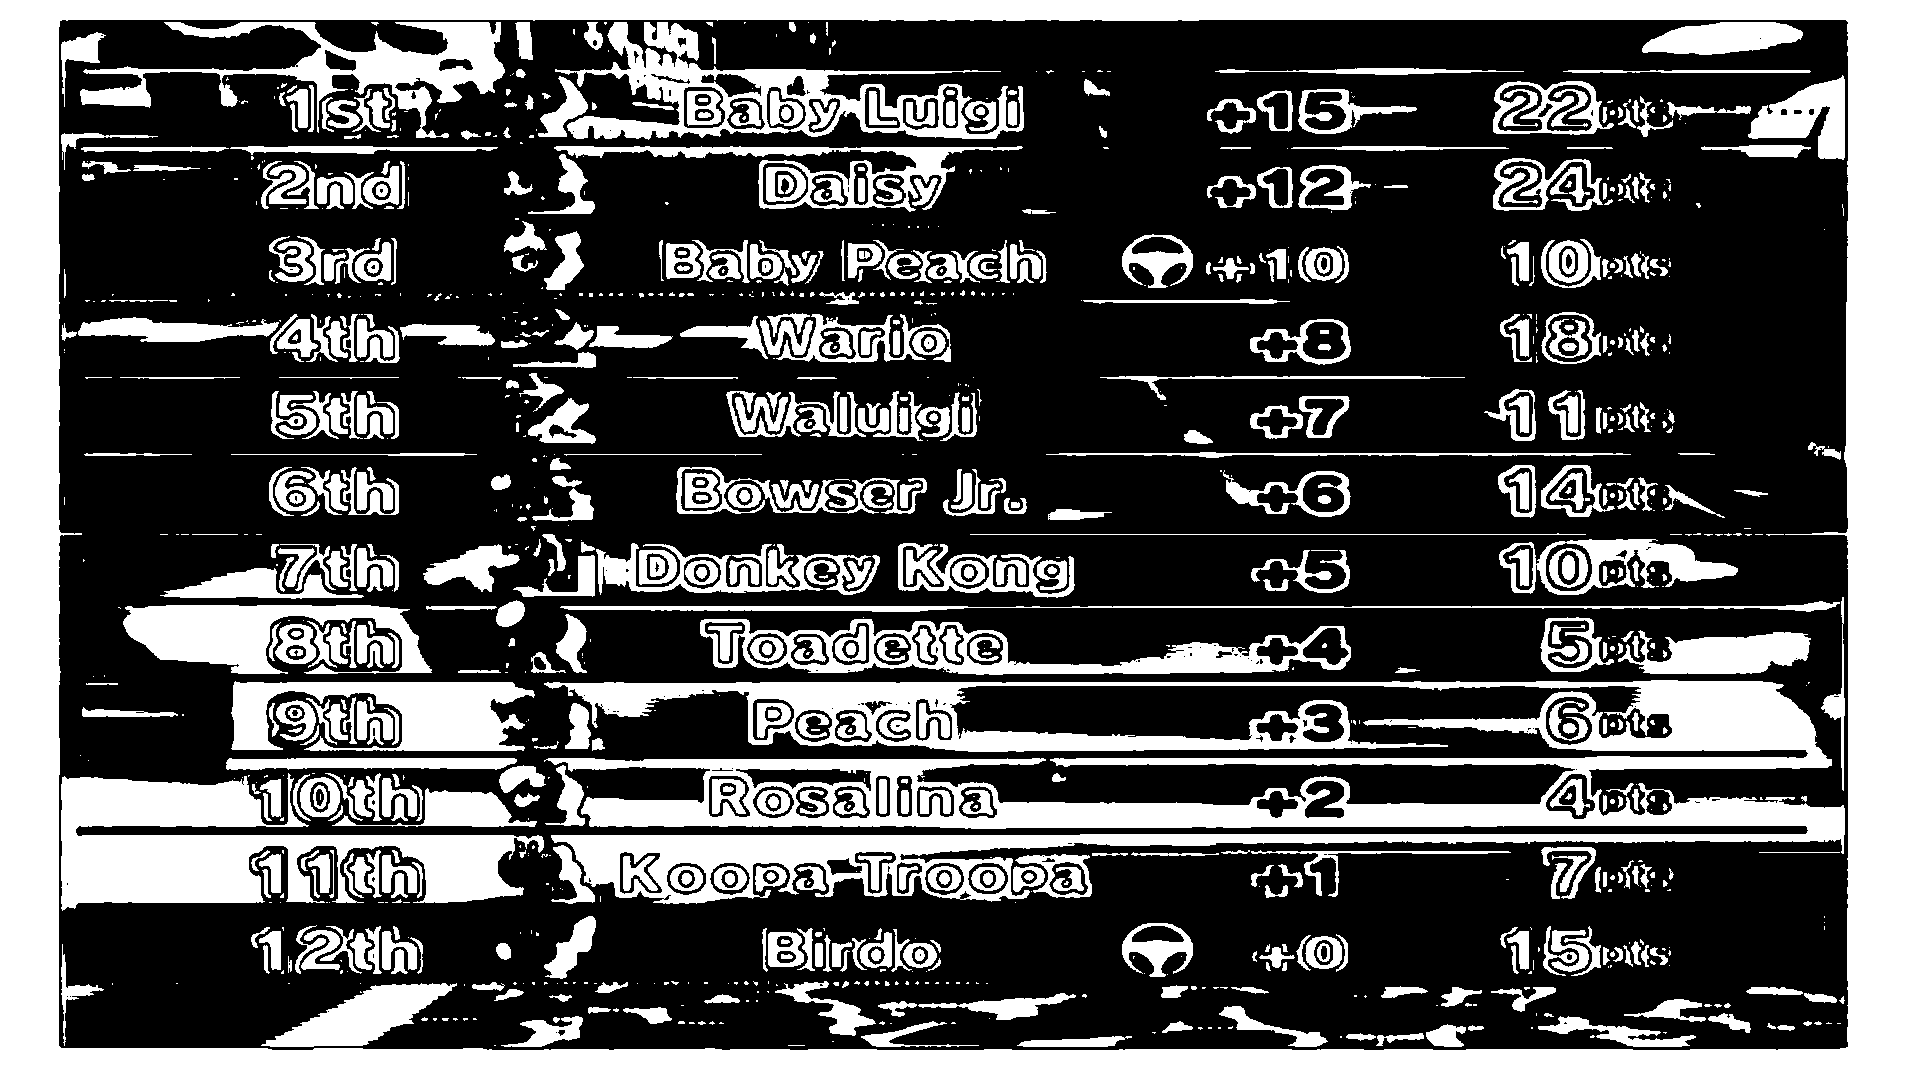 1st Baby Luigi +15 22pts
2nd Daisy +12 24pts
3rd Baby Peach +10 10pts
4th Wario +8 18pts
5th Waluigi +7 11pts
6th Bowser Jr. +6 14pts
7th Donkey Kong +5 10pts
8th Toadette +4 5pts
9th Peach +3 6pts
10th Rosalina +2 4pts
11th Koopa Troopa +1 7pts
12th Birdo +0 15pts